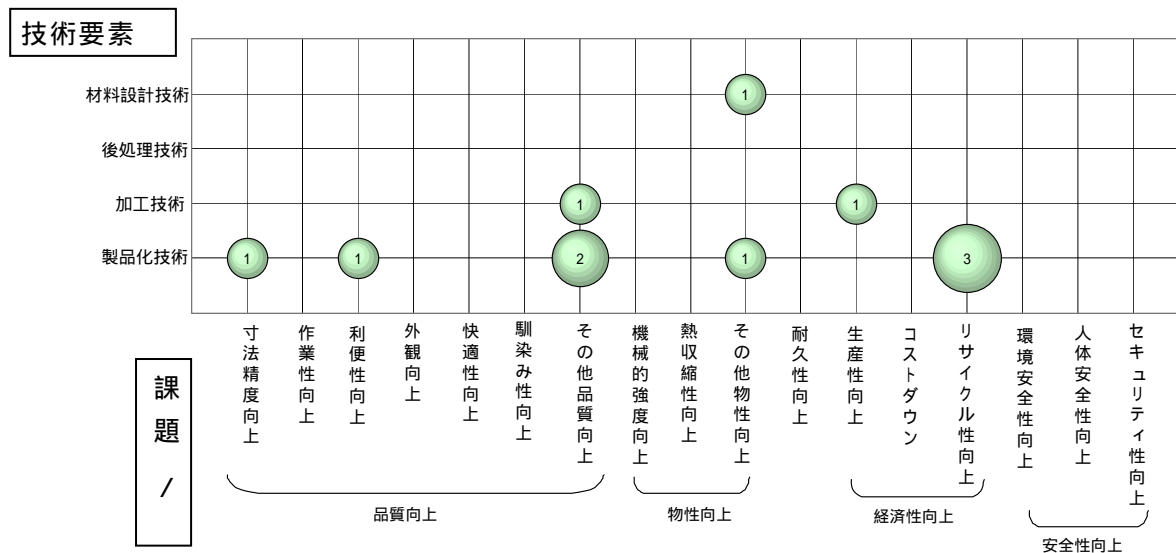 技術要素
材料設計技術
1
後処理技術
加工技術
1
1
製品化技術
1
1
2
1
3
寸法精度向上
作業性向上
利便性向上
外観向上
快適性向上
馴染み性向上
その他品質向上
機械的強度向上
熱収縮性向上
その他物性向上
耐久性向上
生産性向上
コストダウン
リサイクル性向上
環境安全性向上
人体安全性向上
セキュリティ性向上
課題/
品質向上
物性向上
経済性向上
安全性向上